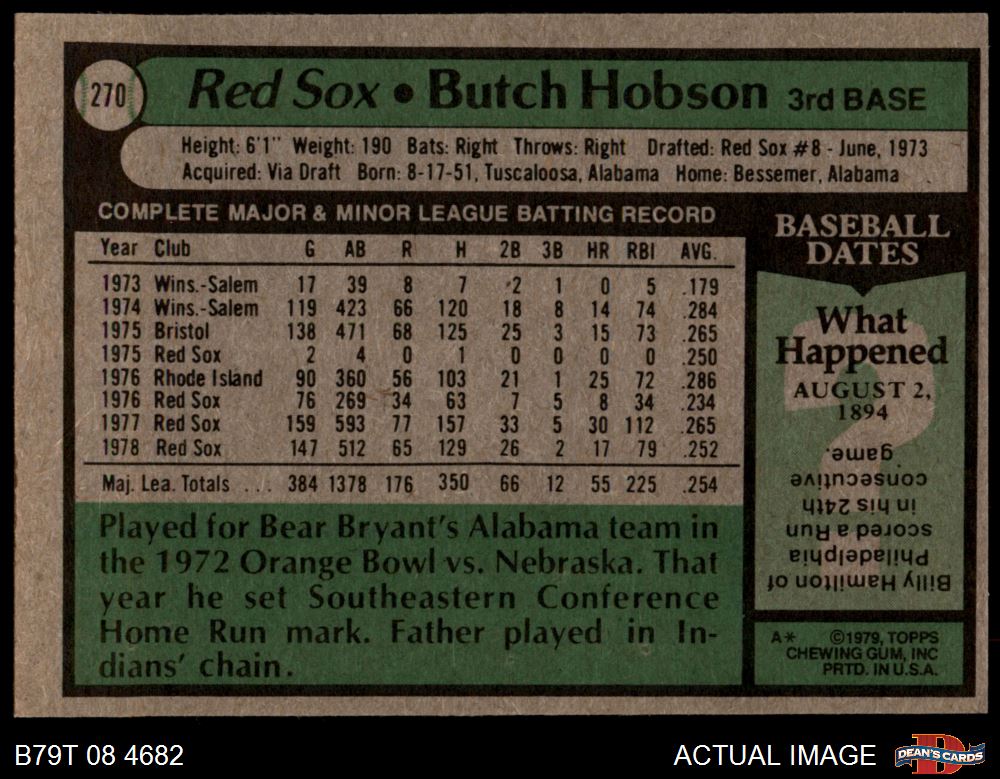 270
Red Sox • Butch Hobson 3rd BASE
Height: 6'1" Weight: 190 Bats: Right Throws: Right Drafted: Red Sox #8 - June, 1973
Acquired: Via Draft Born: 8-17-51, Tuscaloosa, Alabama Home: Bessemer, Alabama
COMPLETE MAJOR & MINOR LEAGUE BATTING RECORD
Year Club G AB R H 2B 3B HR RBI AVG.
1973 Wins.-Salem 17 39 8 7 2 1 0 5 .179
1974 Wins.-Salem 119 423 66 120 18 8 14 74 .284
1975 Bristol 138 471 68 125 25 3 15 73 .265
1975 Red Sox 2 4 0 1 0 0 0 0 .250
1976 Rhode Island 90 360 56 103 21 1 25 72 .286
1976 Red Sox 76 269 34 63 7 5 8 34 .234
1977 Red Sox 159 593 77 157 33 5 30 112 .265
1978 Red Sox 147 512 65 129 26 2 17 79 .252
Maj. Lea. Totals ... 384 1378 176 350 66 12 55 225 .254
Played for Bear Bryant's Alabama team in
the 1972 Orange Bowl vs. Nebraska. That
year he set Southeastern Conference
Home Run mark. Father played in In-
dians' chain.
BASEBALL
DATES
What
Happened
AUGUST 2,
1894
?
Billy Hamilton of
Philadelphia
scored a Run
in his 24th
consecutive
game.
A* ©1979, TOPPS
CHEWING GUM, INC
PRTD. IN U.S.A.
B79T 08 4682
ACTUAL IMAGE
D
DEAN'S CARDS